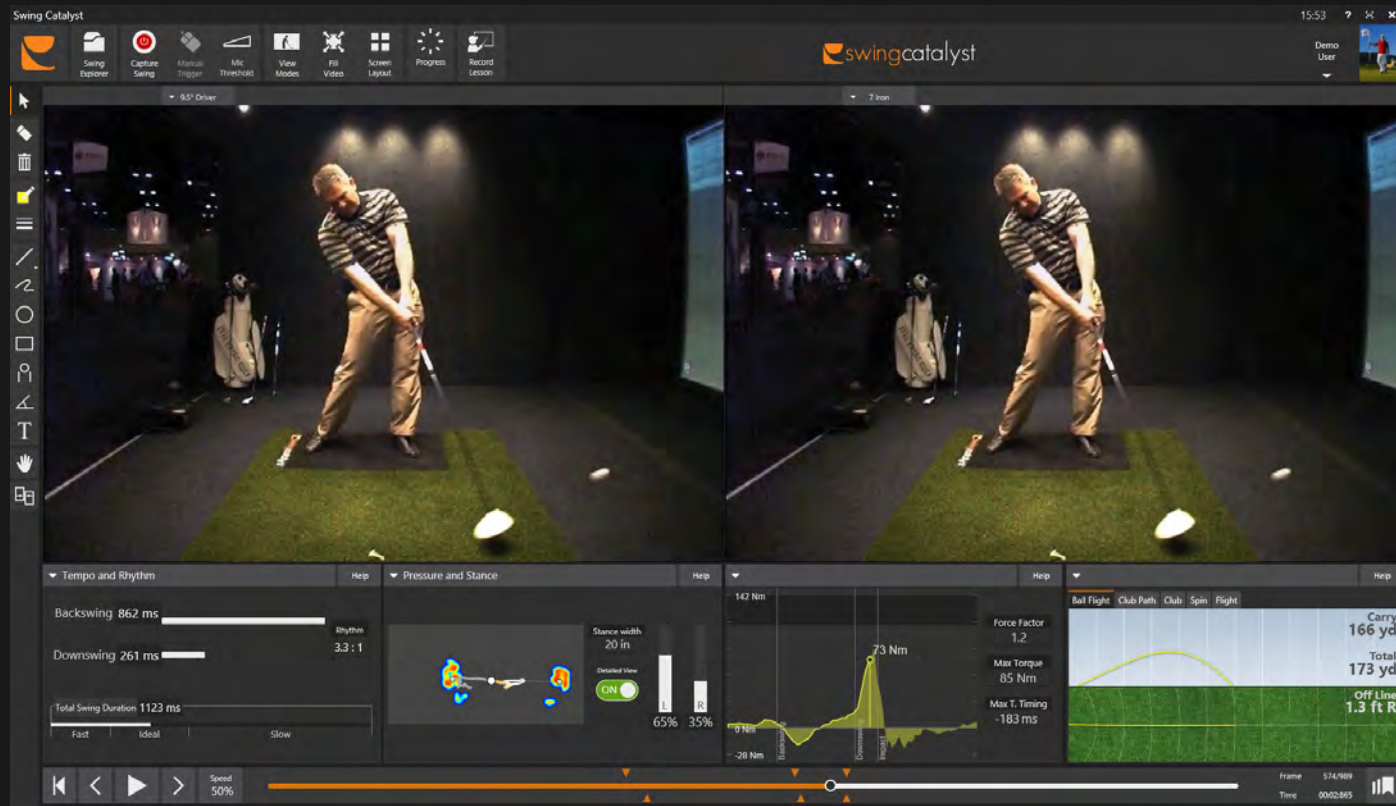 Swing Catalyst
15:53
?
Swing
Explorer
Capture
Swing
Manual
Trigger
Mic
Threshold
View
Modes
Fill
Video
Screen
Layout
Progress
Record
Lesson
swingcatalyst
Demo
User
9.5° Driver
7 Iron
T
Tempo and Rhythm
Help
Backswing 862 ms
Downswing 261 ms
Rhythm
3.3 : 1
Total Swing Duration 1123 ms
Fast
Ideal
Slow
Pressure and Stance
Help
Stance width
20 in
Detailed View
ON
L
R
65%
35%
Help
142 Nm
73 Nm
0 Nm
-28 Nm
Backswing
Downswing
Impact
Force Factor
1.2
Max Torque
85 Nm
Max T. Timing
-183 ms
Help
Ball Flight
Club Path
Club
Spin
Flight
Carry
166 yd
Total
173 yd
Off Line
1.3 ft R
Speed
50%
Frame 574/989
Time 00:02:865